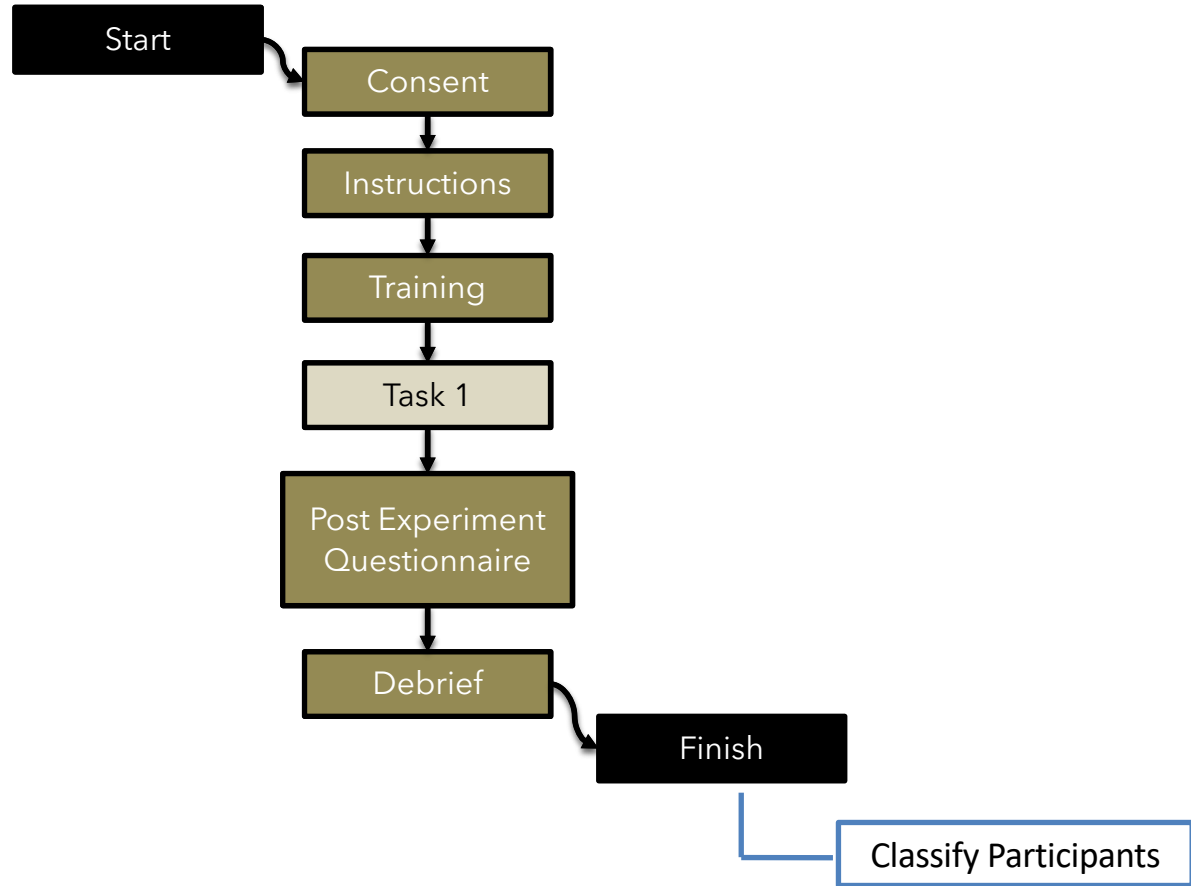 Start
Consent
Instructions
Training
Task 1
Post Experiment
Questionnaire
Debrief
Finish
Classify Participants